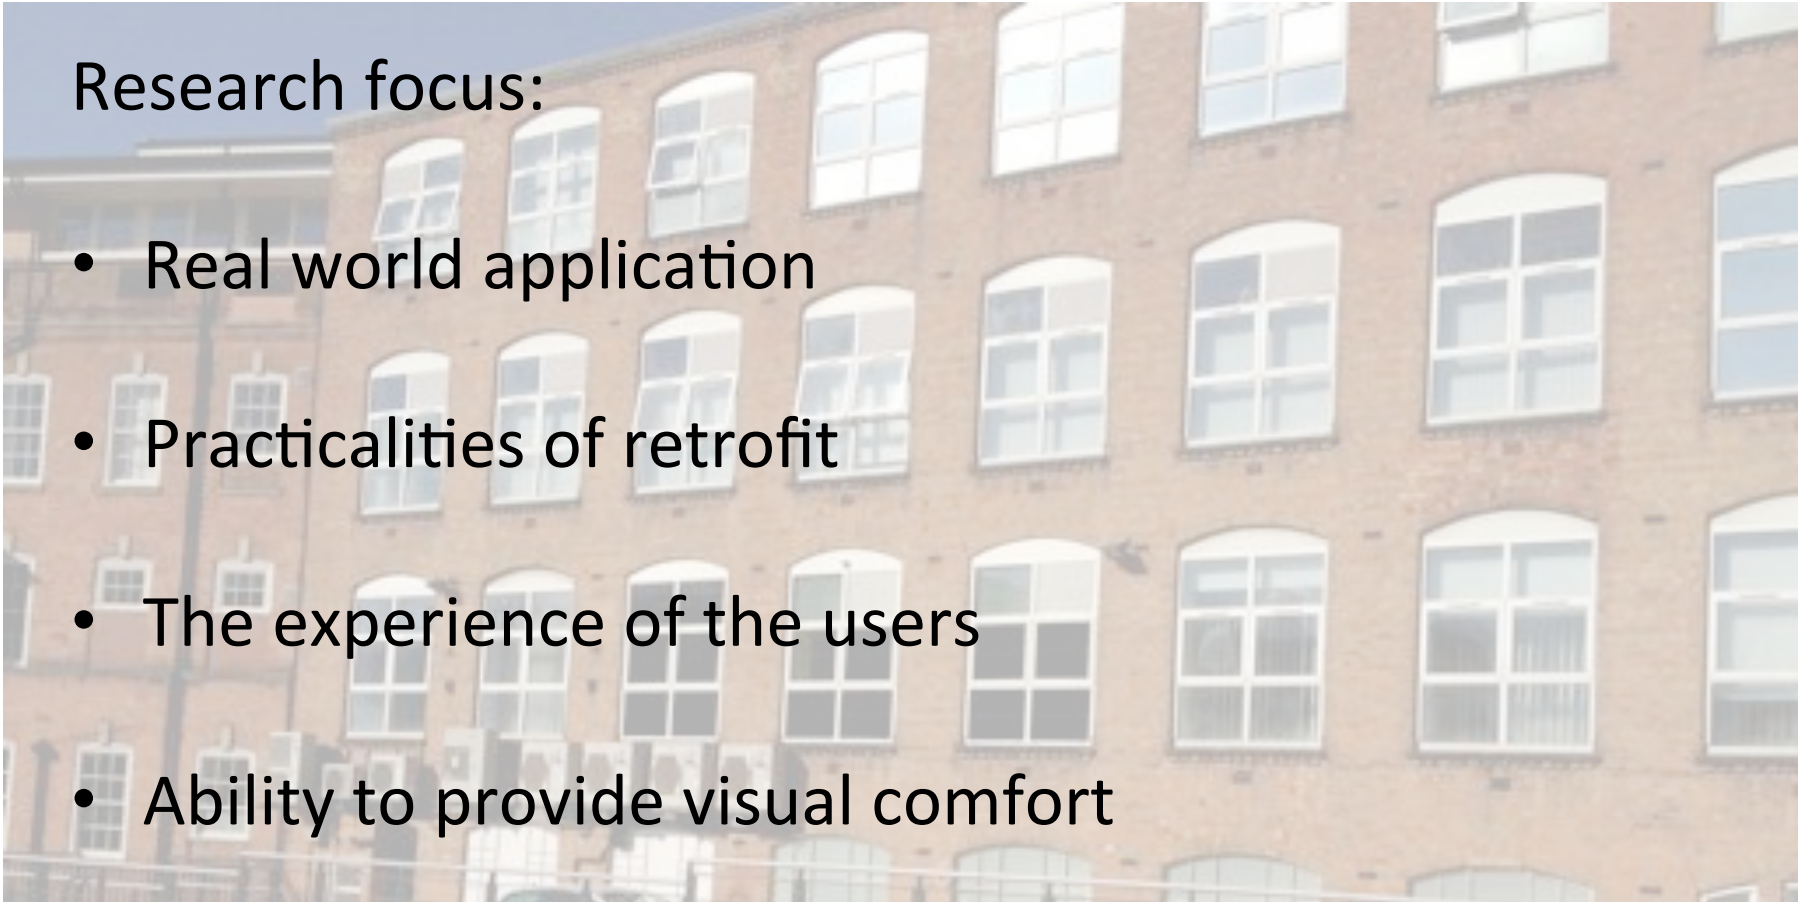 Research focus:
• Real world application
• Practicalities of retrofit
• The experience of the users
• Ability to provide visual comfort